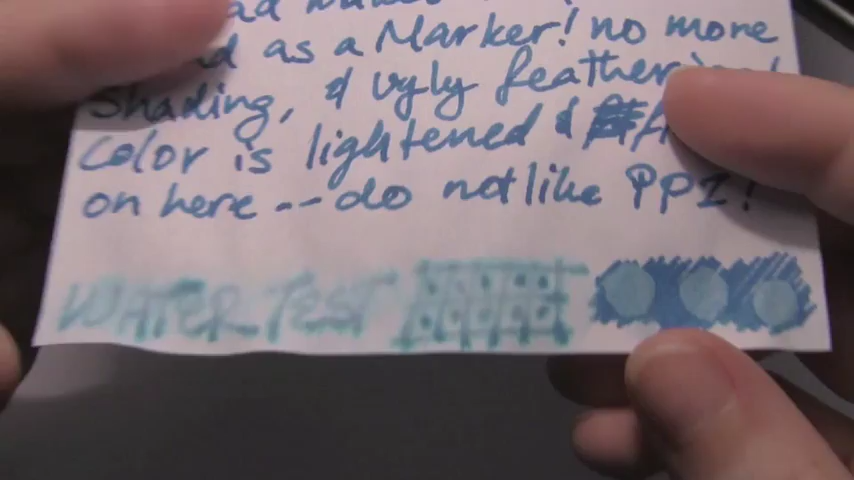 as a Marker! no more
Shading, & ugly feathering!
Color is lightened &
on here -- do not like PPI!
WATER TEST